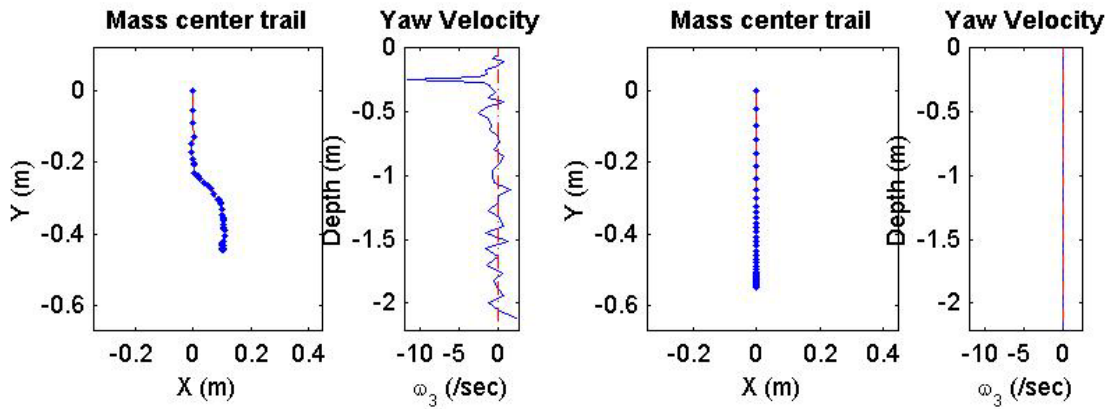 Mass center trail
Yaw Velocity
Mass center trail
Yaw Velocity
0
-0.2
-0.4
-0.6
Y (m)
-0.2 0 0.2 0.4
X (m)
0
-0.5
-1
-1.5
-2
Depth (m)
-10 -5 0
ω_3 (/sec)
0
-0.2
-0.4
-0.6
Y (m)
-0.2 0 0.2 0.4
X (m)
0
-0.5
-1
-1.5
-2
Depth (m)
-10 -5 0
ω_3 (/sec)